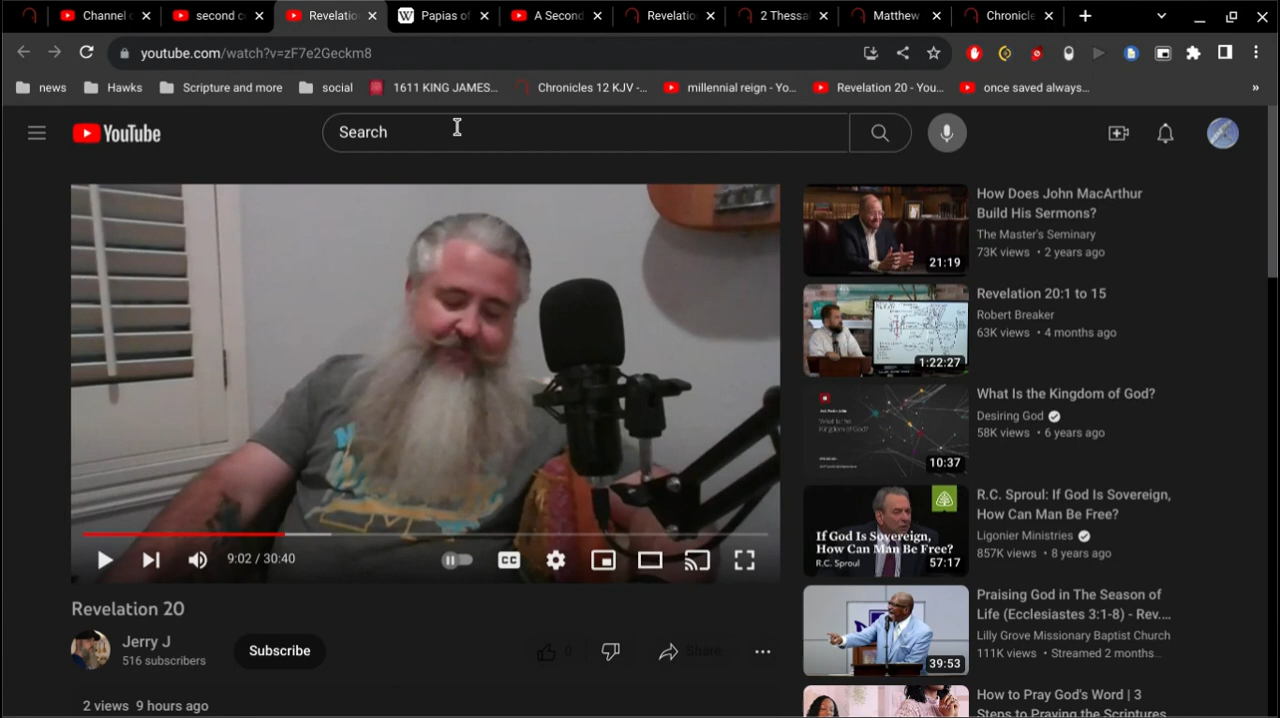 Channel c
second c
Revelatio
Papias of
A Second
Revelatio
2 Thessa
Matthew
Chronicle
youtube.com/watch?v=zF7e2Geckm8
news
Hawks
Scripture and more
social
1611 KING JAMES...
Chronicles 12 KJV -...
millennial reign - Yo...
Revelation 20 - You...
once saved always...
»
YouTube
Search
How Does John MacArthur
Build His Sermons?
The Master's Seminary
73K views • 2 years ago
21:19
Revelation 20:1 to 15
Robert Breaker
63K views • 4 months ago
1:22:27
What Is the Kingdom of God?
Desiring God
58K views • 6 years ago
What Is the
Kingdom of God?
10:37
R.C. Sproul: If God Is Sovereign,
How Can Man Be Free?
Ligonier Ministries
857K views • 8 years ago
If God Is Sovereign,
How Can Man Be Free?
R.C. Sproul
57:17
Praising God in The Season of
Life (Ecclesiastes 3:1-8) - Rev....
Lilly Grove Missionary Baptist Church
111K views • Streamed 2 months...
39:53
How to Pray God's Word | 3
Steps to Praying the Scriptures
9:02 / 30:40
CC
Revelation 20
Jerry J
516 subscribers
Subscribe
0
Share
2 views 9 hours ago